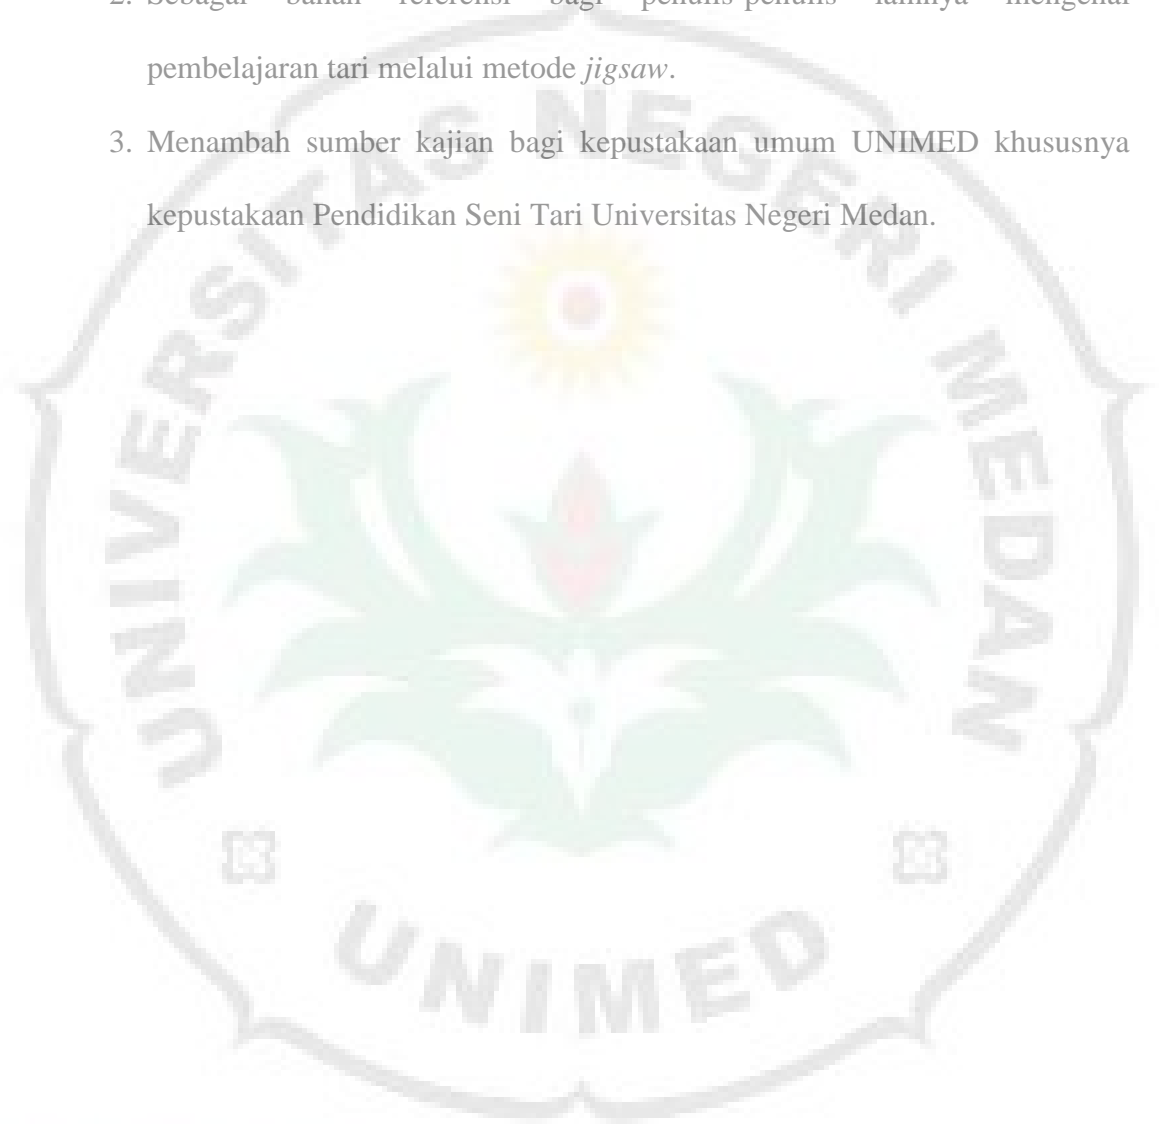 2. Sebagai bahan referensi bagi penulis-penulis lainnya mengenai
pembelajaran tari melalui metode jigsaw.
3. Menambah sumber kajian bagi kepustakaan umum UNIMED khususnya
kepustakaan Pendidikan Seni Tari Universitas Negeri Medan.
UNIVERSITAS NEGERI MEDAN
UNIMED